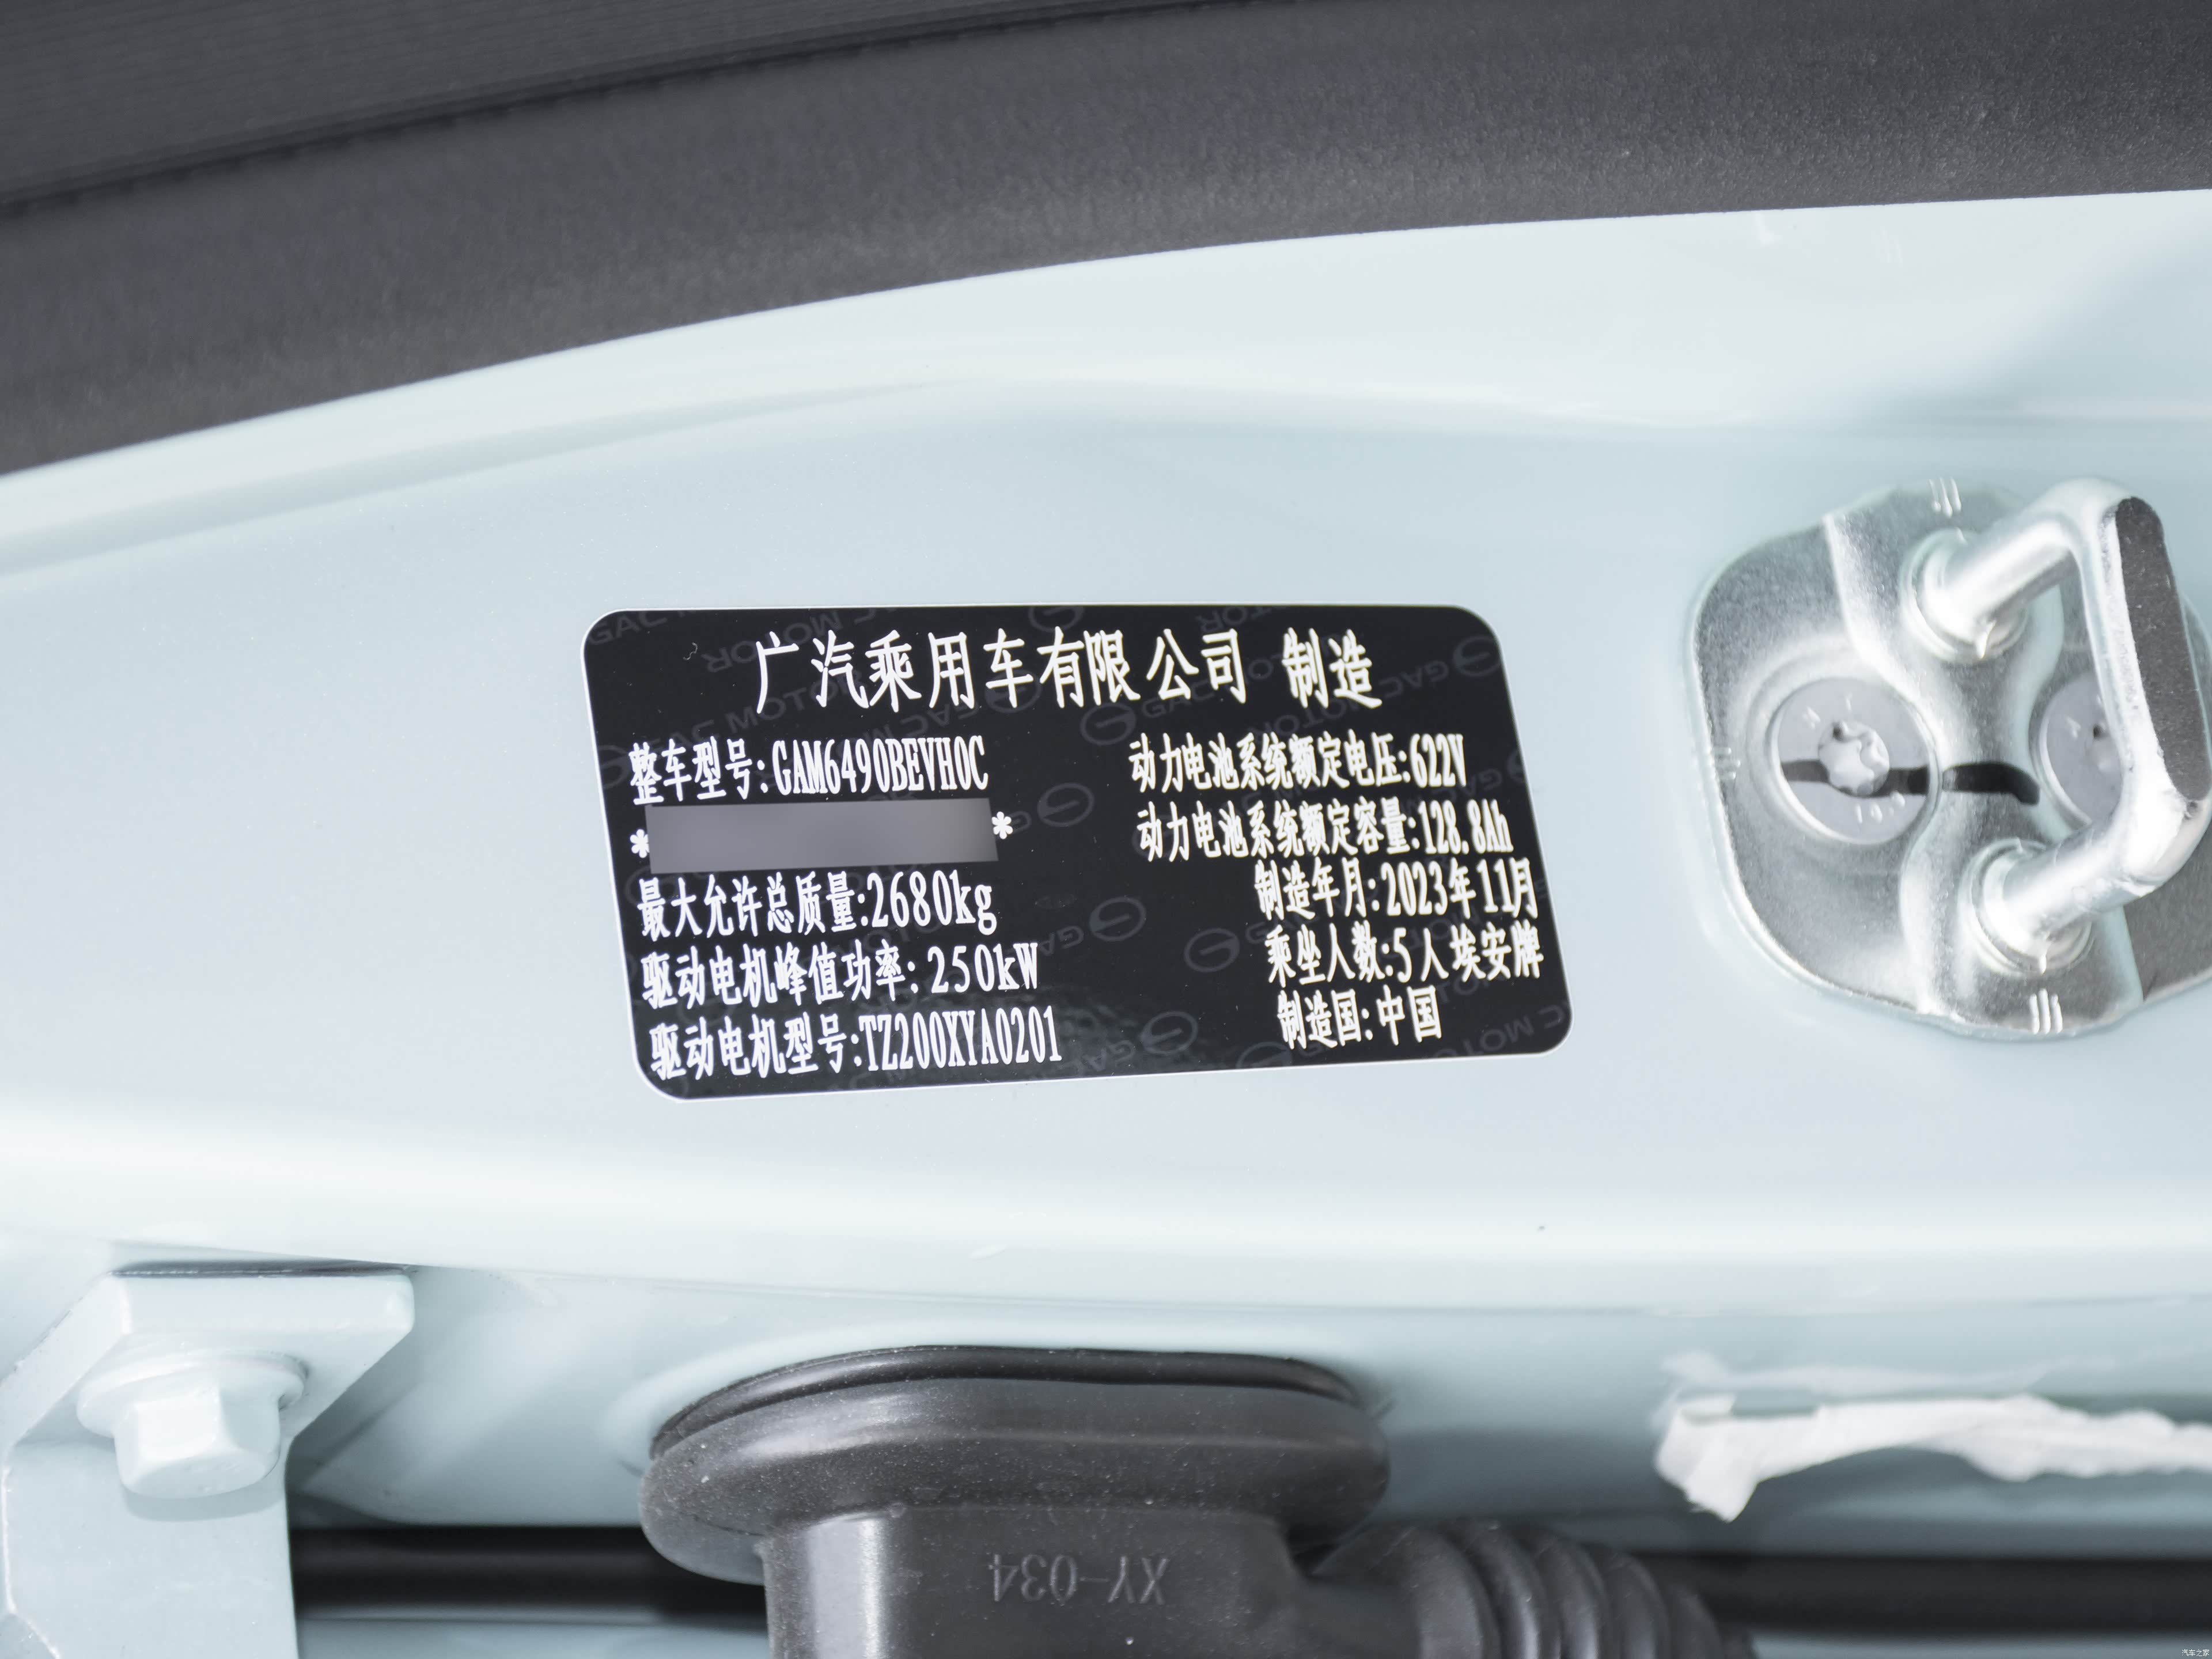 广汽乘用车有限公司 制造
整车型号:GAM6490BEVH0C
* *
最大允许总质量:2680kg
驱动电机峰值功率: 250kW
驱动电机型号:TZ200XYA0201
动力电池系统额定电压:622V
动力电池系统额定容量:128.8Ah
制造年月:2023年11月
乘坐人数:5人 埃安牌
制造国: 中国
XY-034
汽车之家